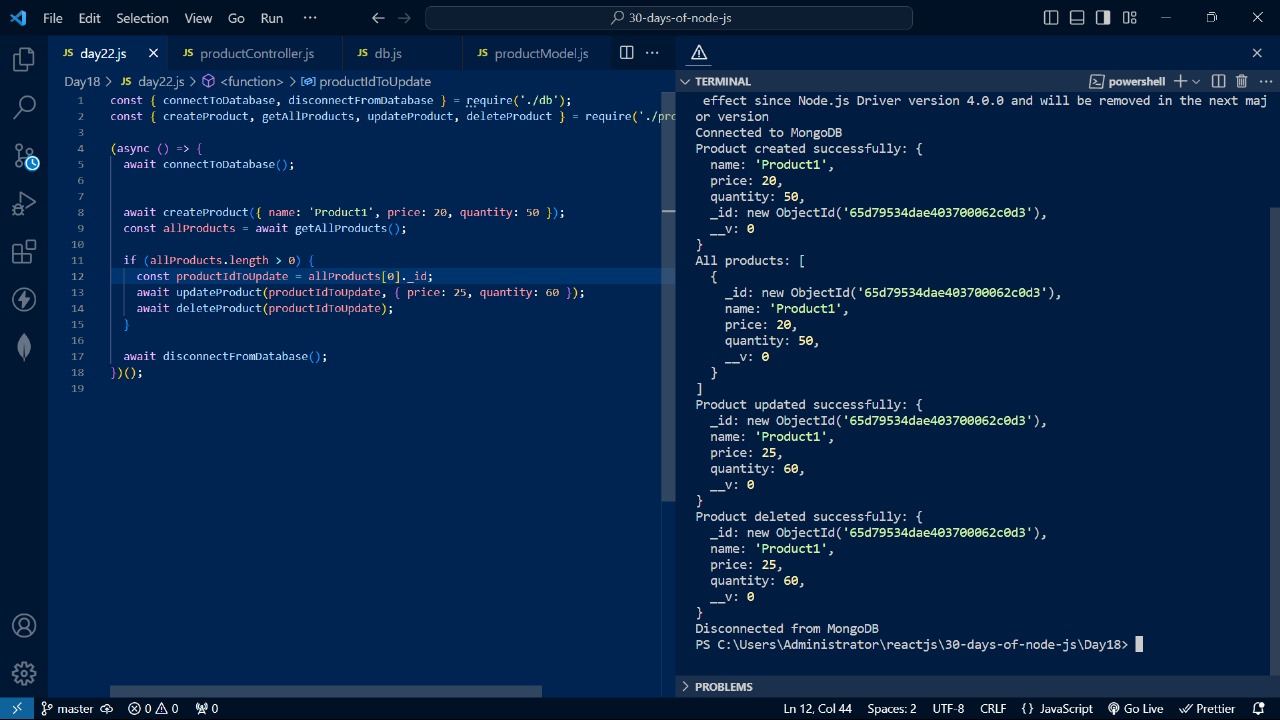 File Edit Selection View Go Run ··· 30-days-of-node-js
JS day22.js JS productController.js JS db.js JS productModel.js
Day18 > JS day22.js > <function> > productIdToUpdate
1 const { connectToDatabase, disconnectFromDatabase } = require('./db');
2 const { createProduct, getAllProducts, updateProduct, deleteProduct } = require('./pro
3
4 (async () => {
5 await connectToDatabase();
6
7
8 await createProduct({ name: 'Product1', price: 20, quantity: 50 });
9 const allProducts = await getAllProducts();
10
11 if (allProducts.length > 0) {
12 const productIdToUpdate = allProducts[0]._id;
13 await updateProduct(productIdToUpdate, { price: 25, quantity: 60 });
14 await deleteProduct(productIdToUpdate);
15 }
16
17 await disconnectFromDatabase();
18 })();
19
TERMINAL powershell
effect since Node.js Driver version 4.0.0 and will be removed in the next maj
or version
Connected to MongoDB
Product created successfully: {
name: 'Product1',
price: 20,
quantity: 50,
_id: new ObjectId('65d79534dae403700062c0d3'),
__v: 0
}
All products: [
{
_id: new ObjectId('65d79534dae403700062c0d3'),
name: 'Product1',
price: 20,
quantity: 50,
__v: 0
}
]
Product updated successfully: {
_id: new ObjectId('65d79534dae403700062c0d3'),
name: 'Product1',
price: 25,
quantity: 60,
__v: 0
}
Product deleted successfully: {
_id: new ObjectId('65d79534dae403700062c0d3'),
name: 'Product1',
price: 25,
quantity: 60,
__v: 0
}
Disconnected from MongoDB
PS C:\Users\Administrator\reactjs\30-days-of-node-js\Day18>
PROBLEMS
master 0 0 0 Ln 12, Col 44 Spaces: 2 UTF-8 CRLF {} JavaScript Go Live Prettier